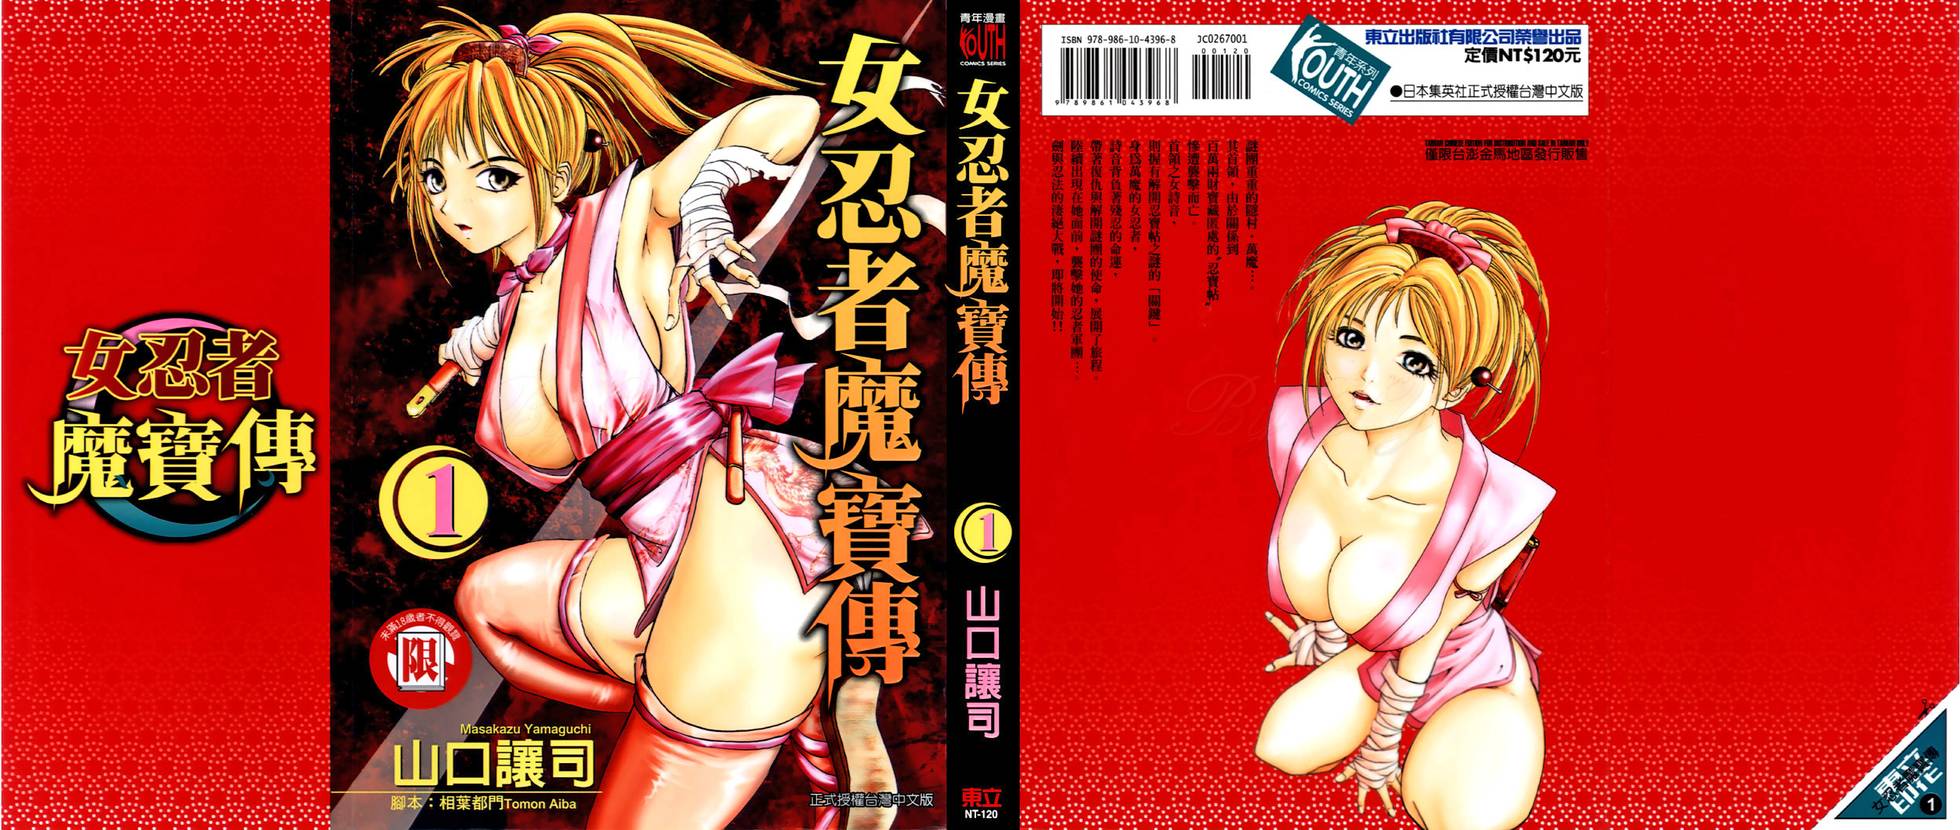 女忍者
魔寶傳
女忍者魔寶傳
1
未滿18歲者不得觀賞
限
Masakazu Yamaguchi
山口讓司
腳本：相葉都門Tomon Aiba
正式授權台灣中文版
青年漫畫
YOUTH
COMICS SERIES
女忍者魔寶傳
1
山口讓司
東立
NT-120
ISBN 978-986-10-4396-8
JC0267001
00120
9 789861 043968
青年系列
YOUTH
COMICS SERIES
東立出版社有限公司榮譽出品
定價NT$120元
●日本集英社正式授權台灣中文版
僅限台澎金馬地區發行販售
謎團重重的隱村，萬魔…。
其首領，由於關係到
百萬兩財寶藏匿處的〝忍寶帖〞
慘遭襲擊而亡。
首領之女詩音，
則握有解開忍寶帖之謎的「關鍵」。
身為萬魔的女忍者，
詩音背負著殘忍的命運，
帶著復仇與解開謎團的使命，展開了旅程。
陸續出現在她面前，襲擊她的忍者軍團…。
劍與忍法的淒絕大戰，即將開始!!
1